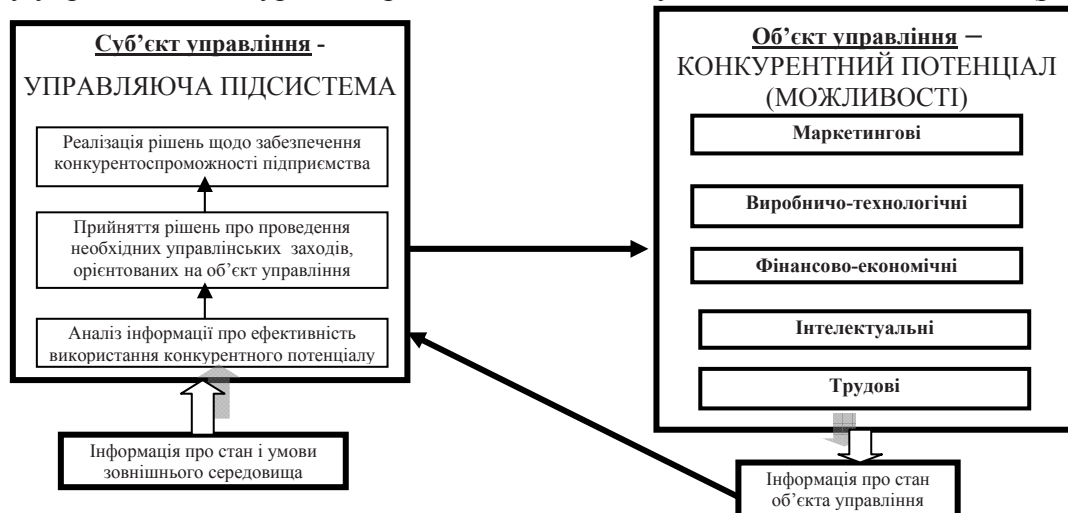 Суб’єкт управління -
УПРАВЛЯЮЧА ПІДСИСТЕМА
Реалізація рішень щодо забезпечення
конкурентоспроможності підприємства
Прийняття рішень про проведення
необхідних управлінських заходів,
орієнтованих на об’єкт управління
Аналіз інформації про ефективність
використання конкурентного потенціалу
Інформація про стан і умови
зовнішнього середовища
Об’єкт управління –
КОНКУРЕНТНИЙ ПОТЕНЦІАЛ
(МОЖЛИВОСТІ)
Маркетингові
Виробничо-технологічні
Фінансово-економічні
Інтелектуальні
Трудові
Інформація про стан
об’єкта управління